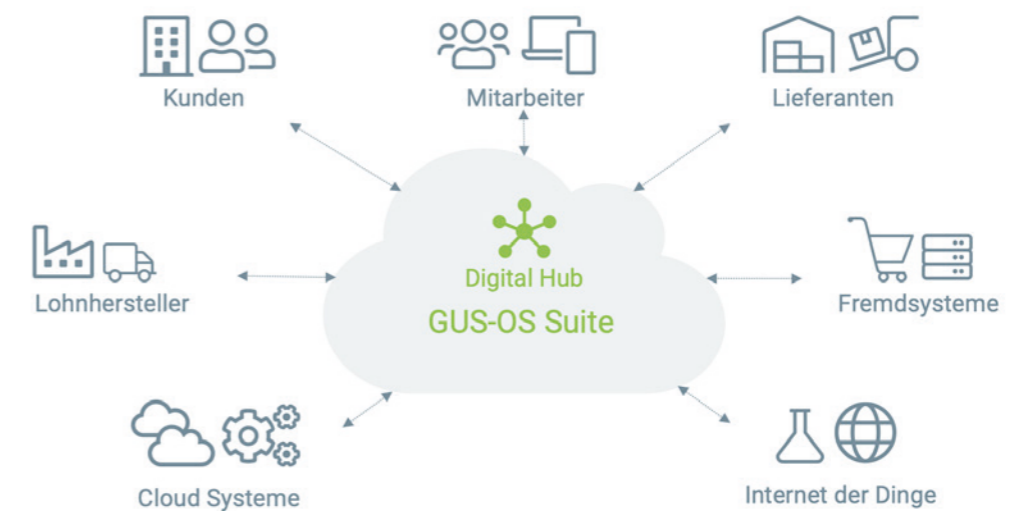 Kunden
Mitarbeiter
Lieferanten
Digital Hub
GUS-OS Suite
Lohnhersteller
Fremdsysteme
Cloud Systeme
Internet der Dinge